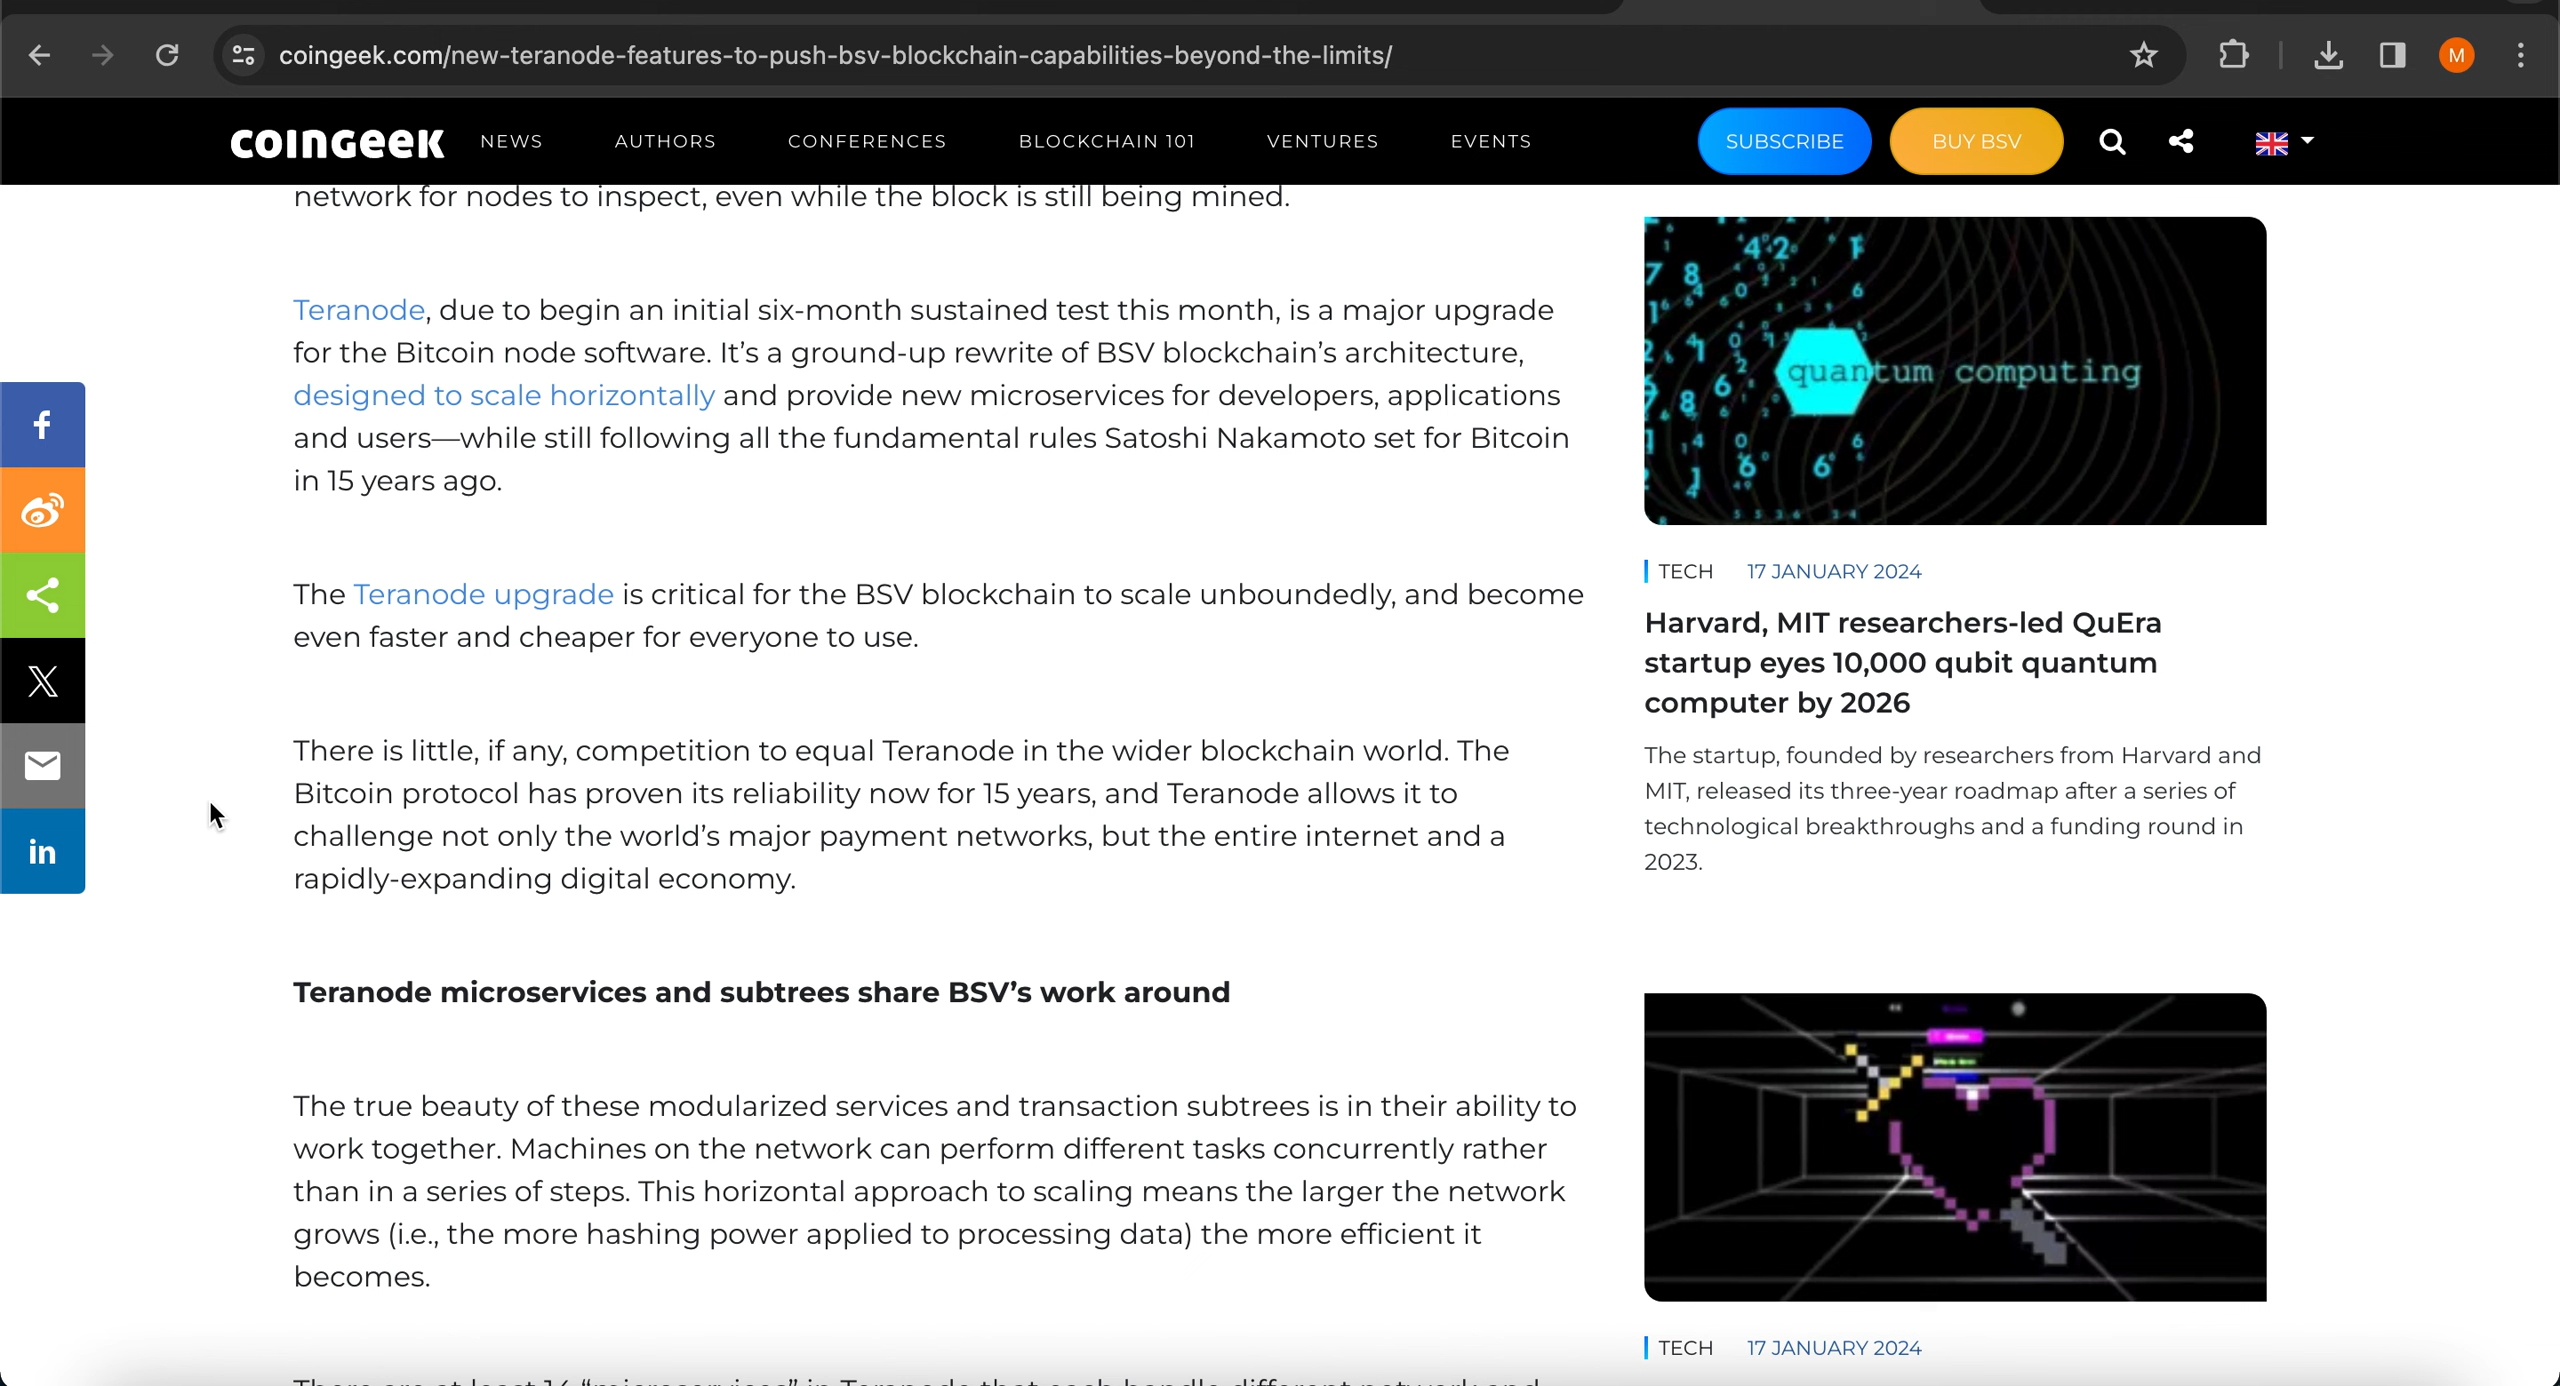 coingeek.com/new-teranode-features-to-push-bsv-blockchain-capabilities-beyond-the-limits/
M
COINGEEK
NEWS
AUTHORS
CONFERENCES
BLOCKCHAIN 101
VENTURES
EVENTS
SUBSCRIBE
BUY BSV
network for nodes to inspect, even while the block is still being mined.
Teranode, due to begin an initial six-month sustained test this month, is a major upgrade
for the Bitcoin node software. It’s a ground-up rewrite of BSV blockchain’s architecture,
designed to scale horizontally and provide new microservices for developers, applications
and users—while still following all the fundamental rules Satoshi Nakamoto set for Bitcoin
in 15 years ago.
The Teranode upgrade is critical for the BSV blockchain to scale unboundedly, and become
even faster and cheaper for everyone to use.
There is little, if any, competition to equal Teranode in the wider blockchain world. The
Bitcoin protocol has proven its reliability now for 15 years, and Teranode allows it to
challenge not only the world’s major payment networks, but the entire internet and a
rapidly-expanding digital economy.
Teranode microservices and subtrees share BSV’s work around
The true beauty of these modularized services and transaction subtrees is in their ability to
work together. Machines on the network can perform different tasks concurrently rather
than in a series of steps. This horizontal approach to scaling means the larger the network
grows (i.e., the more hashing power applied to processing data) the more efficient it
becomes.
There are at least 14 “microservices” in Teranode that each handle different network and
quantum computing
TECH 17 JANUARY 2024
Harvard, MIT researchers-led QuEra
startup eyes 10,000 qubit quantum
computer by 2026
The startup, founded by researchers from Harvard and
MIT, released its three-year roadmap after a series of
technological breakthroughs and a funding round in
2023.
TECH 17 JANUARY 2024